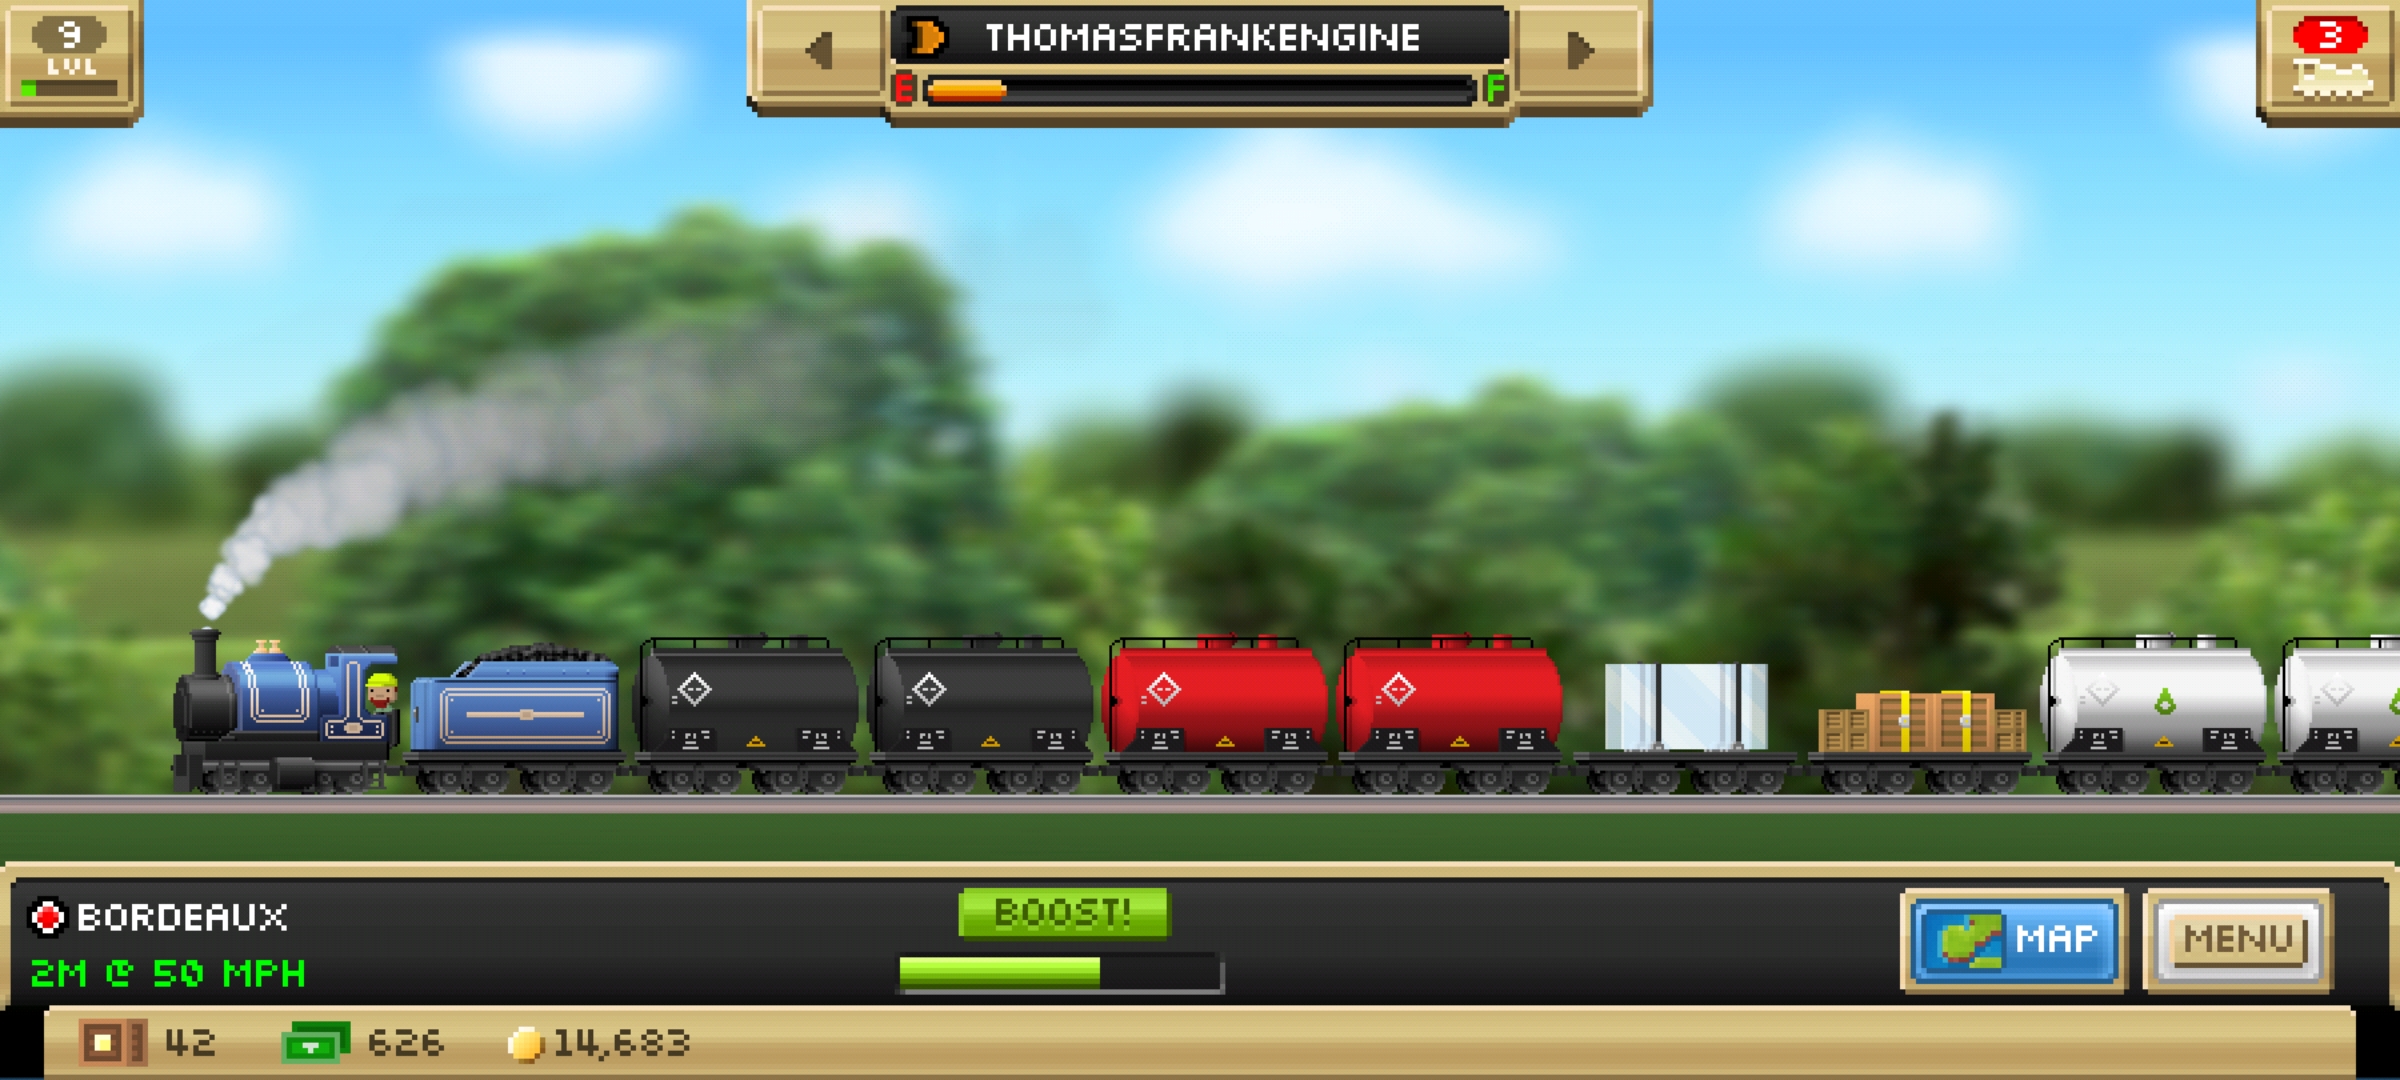 9
LVL
THOMASFRANKENGINE
E F
3
BORDEAUX
2M @ 50 MPH
BOOST!
MAP
MENU
42
626
14,683